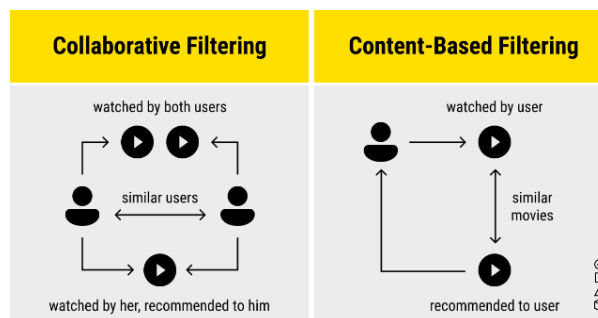 Collaborative Filtering
watched by both users
similar users
watched by her, recommended to him
Content-Based Filtering
watched by user
similar
movies
recommended to user